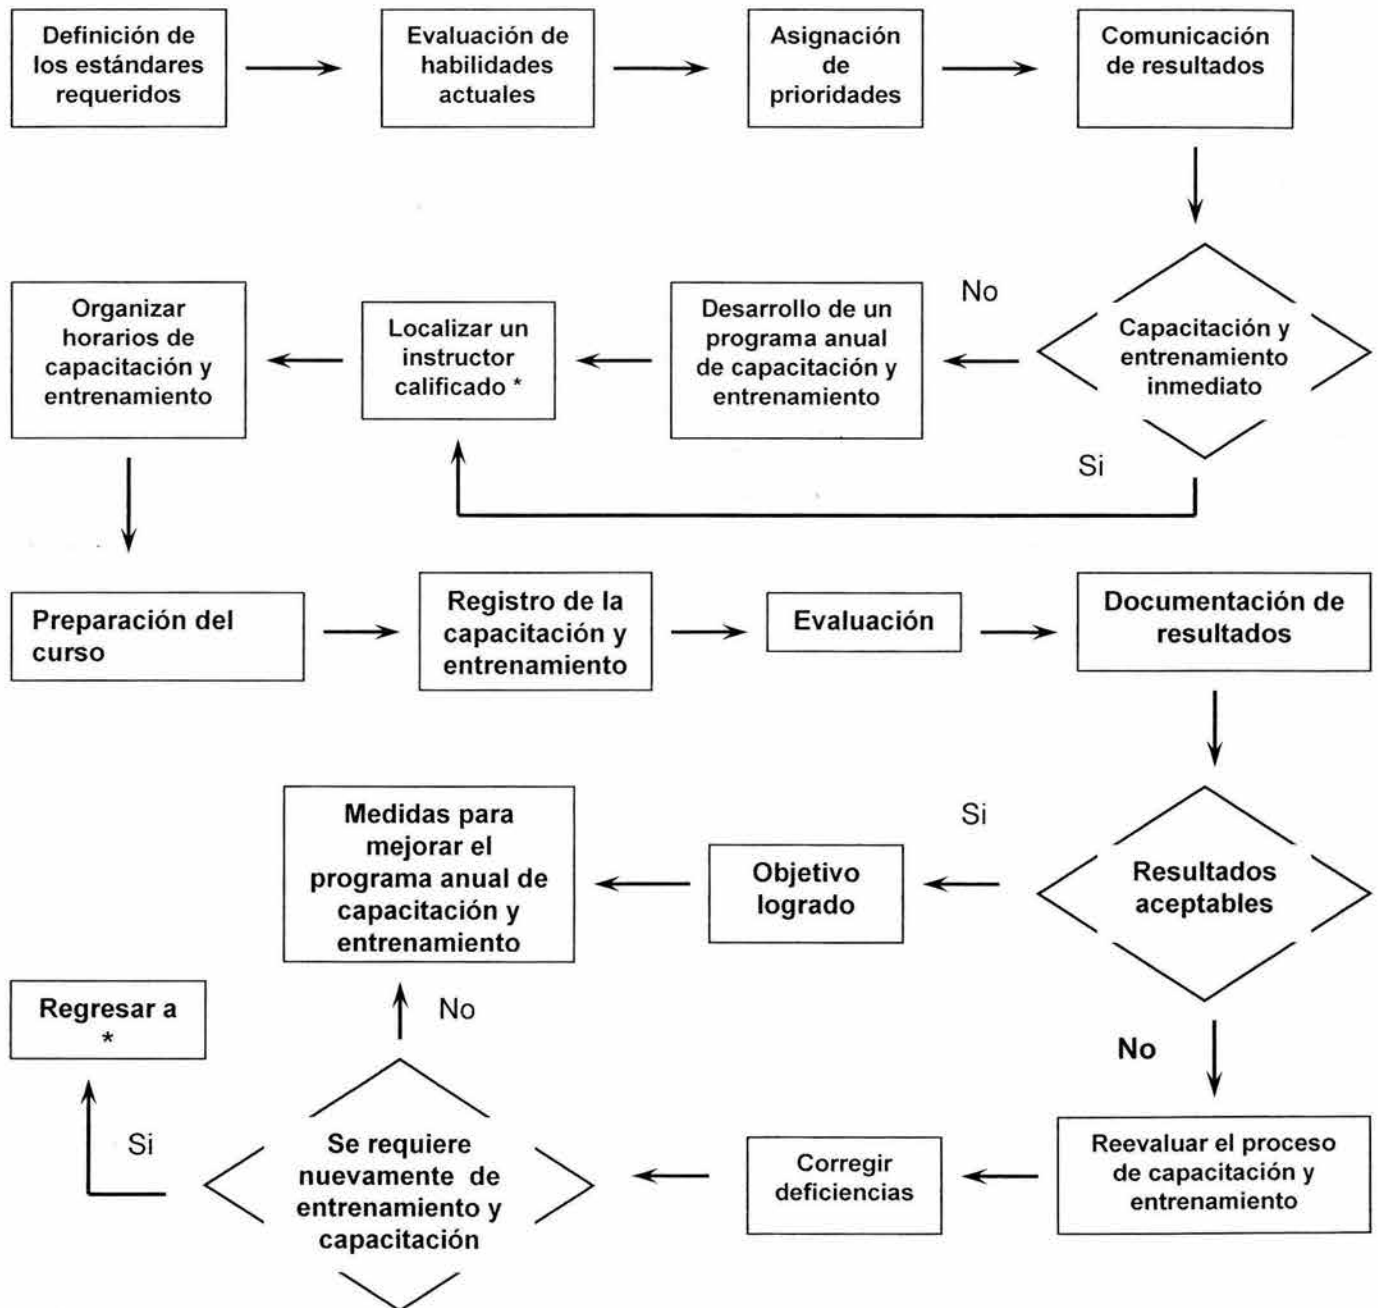 Definición de
los estándares
requeridos
Evaluación de
habilidades
actuales
Asignación
de
prioridades
Comunicación
de resultados
Capacitación y
entrenamiento
inmediato
No
Si
Desarrollo de un
programa anual
de capacitación y
entrenamiento
Localizar un
instructor
calificado *
Organizar
horarios de
capacitación y
entrenamiento
Preparación del
curso
Registro de la
capacitación y
entrenamiento
Evaluación
Documentación de
resultados
Resultados
aceptables
Si
Objetivo
logrado
Medidas para
mejorar el
programa anual de
capacitación y
entrenamiento
No
Reevaluar el proceso
de capacitación y
entrenamiento
Corregir
deficiencias
Se requiere
nuevamente de
entrenamiento y
capacitación
No
Si
Regresar a
*